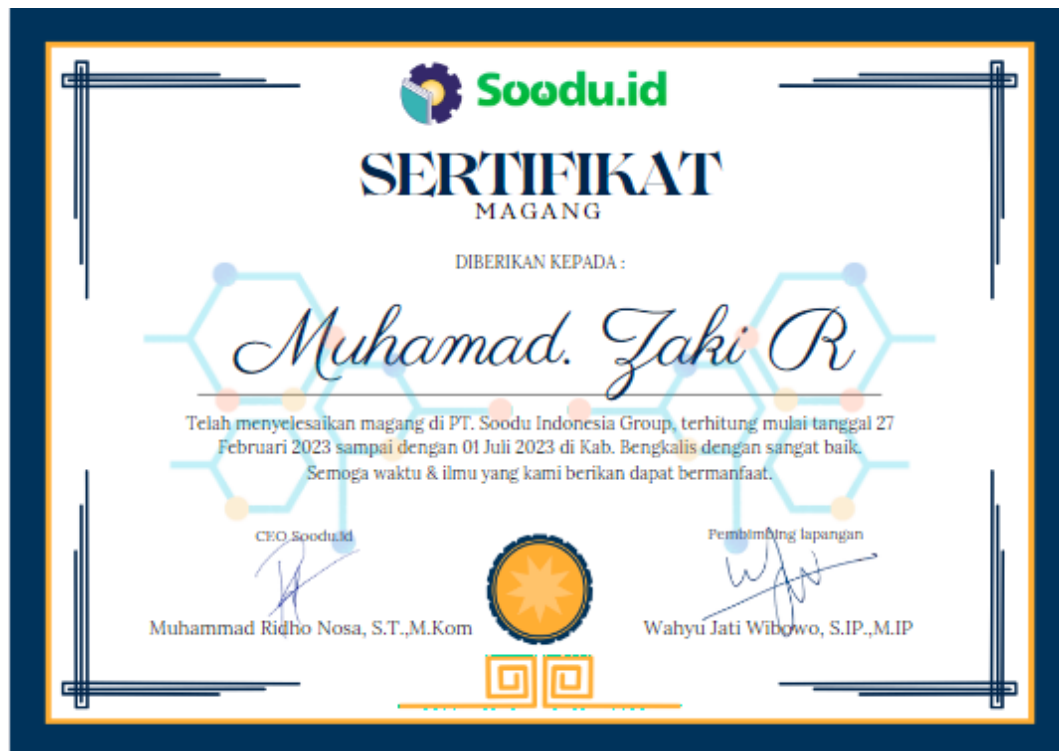 Soodu.id
SERTIFIKAT
MAGANG
DIBERIKAN KEPADA :
Muhamad. Zaki R
Telah menyelesaikan magang di PT. Soodu Indonesia Group, terhitung mulai tanggal 27
Februari 2023 sampai dengan 01 Juli 2023 di Kab. Bengkalis dengan sangat baik.
Semoga waktu & ilmu yang kami berikan dapat bermanfaat.
CEO Soodu.id
Pembimbing lapangan
Muhammad Ridho Nosa, S.T.,M.Kom
Wahyu Jati Wibowo, S.IP.,M.IP